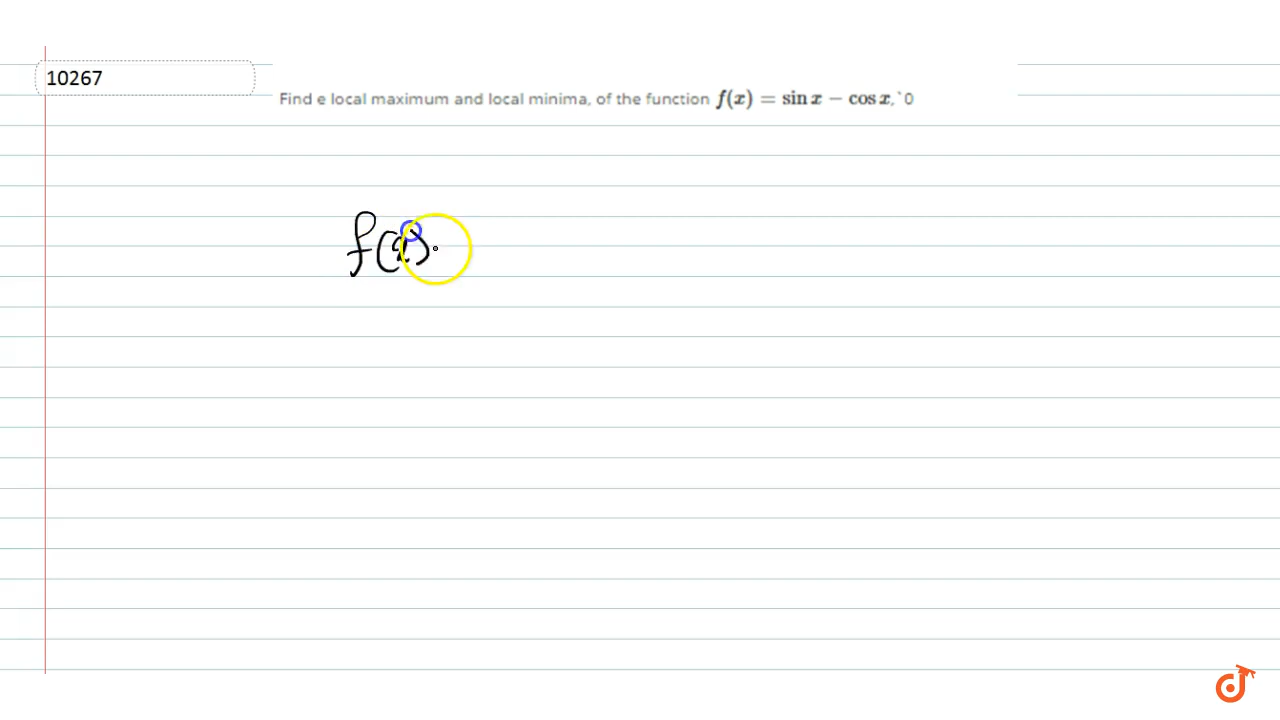 10267
Find e local maximum and local minima, of the function f(x) = sin x − cos x,`0
f(x)